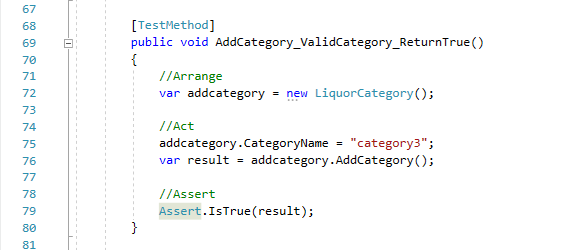 67
68 [TestMethod]
69 public void AddCategory_ValidCategory_ReturnTrue()
70 {
71 //Arrange
72 var addcategory = new LiquorCategory();
73
74 //Act
75 addcategory.CategoryName = "category3";
76 var result = addcategory.AddCategory();
77
78 //Assert
79 Assert.IsTrue(result);
80 }
81